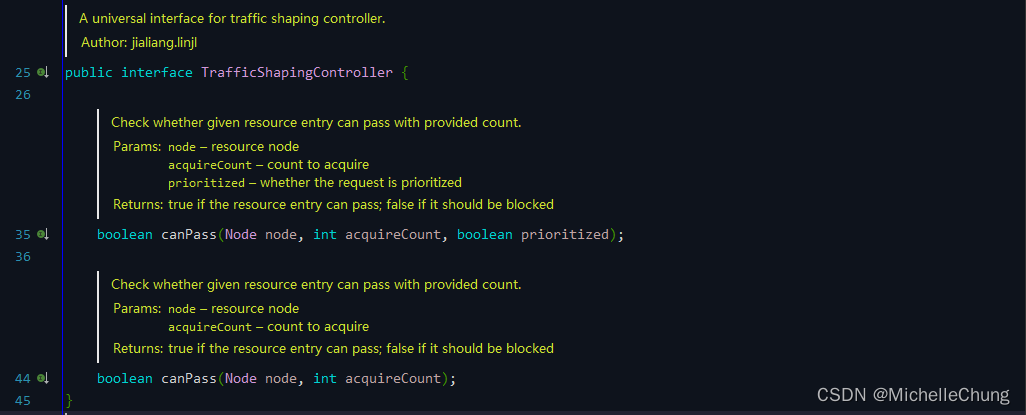 A universal interface for traffic shaping controller.
Author: jialiang.linjl
25 public interface TrafficShapingController {
26
Check whether given resource entry can pass with provided count.
Params: node – resource node
acquireCount – count to acquire
prioritized – whether the request is prioritized
Returns: true if the resource entry can pass; false if it should be blocked
35 boolean canPass(Node node, int acquireCount, boolean prioritized);
36
Check whether given resource entry can pass with provided count.
Params: node – resource node
acquireCount – count to acquire
Returns: true if the resource entry can pass; false if it should be blocked
44 boolean canPass(Node node, int acquireCount);
45 }
CSDN @MichelleChung